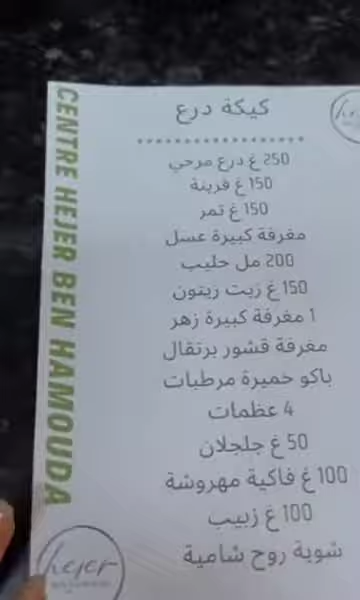 كيكة درع
250 غ درع مرحي
150 غ فرينة
150 غ تمر
مغرفة كبيرة عسل
200 مل حليب
150 غ زيت زيتون
1 مغرفة كبيرة زهر
مغرفة قشور برتقال
باكو خميرة مرطبات
4 عظمات
50 غ جلجلان
100 غ فاكية مهروشة
100 غ زبيب
شوية روح شامية
CENTRE HEJER BEN HAMOUDA
hejer